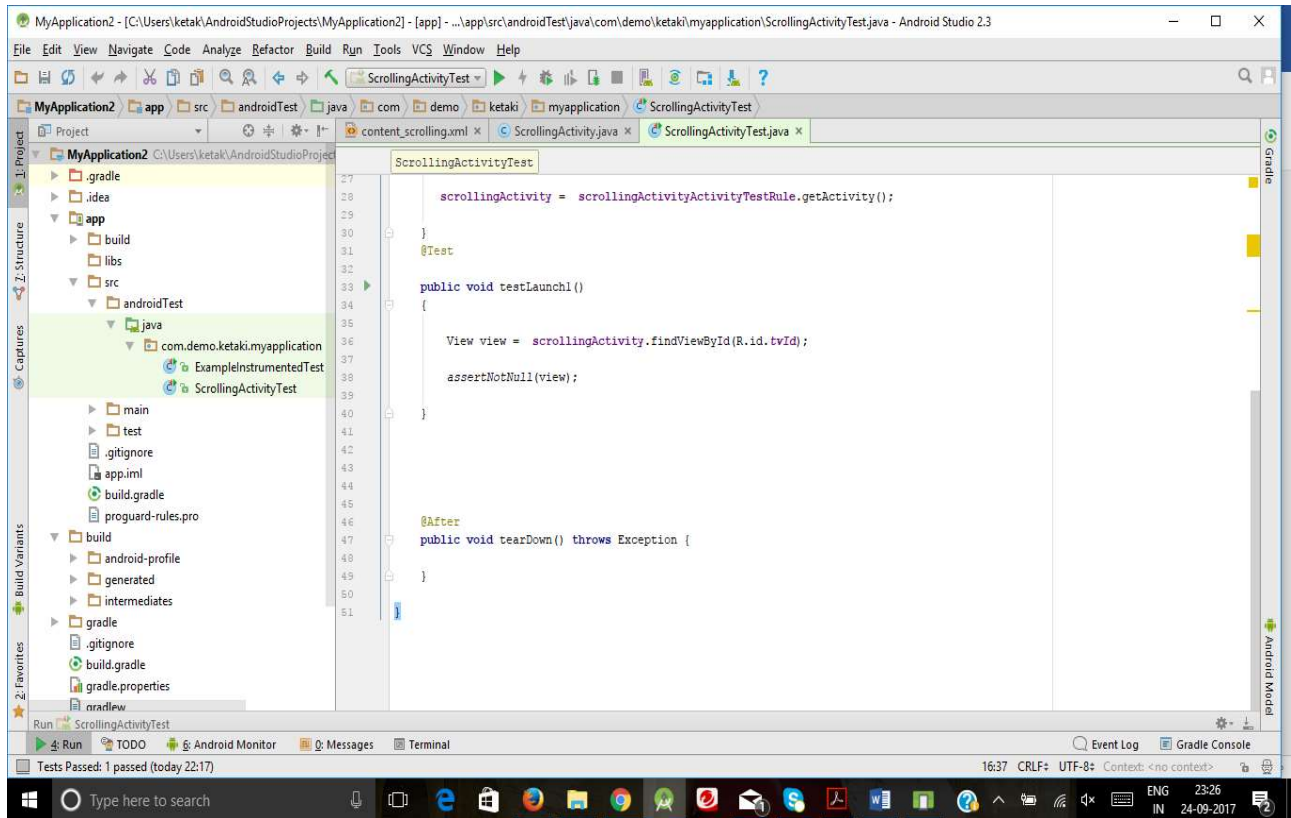 MyApplication2 - [C:\Users\ketak\AndroidStudioProjects\MyApplication2] - [app] - ...\app\src\androidTest\java\com\demo\ketaki\myapplication\ScrollingActivityTest.java - Android Studio 2.3
File Edit View Navigate Code Analyze Refactor Build Run Tools VCS Window Help
ScrollingActivityTest
MyApplication2 app src androidTest java com demo ketaki myapplication ScrollingActivityTest
Project
content_scrolling.xml × ScrollingActivity.java × ScrollingActivityTest.java ×
1: Project
Z: Structure
Captures
Build Variants
2: Favorites
MyApplication2 C:\Users\ketak\AndroidStudioProject
.gradle
.idea
app
build
libs
src
androidTest
java
com.demo.ketaki.myapplication
ExampleInstrumentedTest
ScrollingActivityTest
main
test
.gitignore
app.iml
build.gradle
proguard-rules.pro
build
android-profile
generated
intermediates
gradle
.gitignore
build.gradle
gradle.properties
gradlew
ScrollingActivityTest
27
28 scrollingActivity = scrollingActivityActivityTestRule.getActivity();
29
30 }
31 @Test
32
33 public void testLaunch1()
34 {
35
36 View view = scrollingActivity.findViewById(R.id.tvId);
37
38 assertNotNull(view);
39
40 }
41
42
43
44
45
46 @After
47 public void tearDown() throws Exception {
48
49 }
50
51 }
Gradle
Android Model
Run ScrollingActivityTest
4: Run TODO 6: Android Monitor 0: Messages Terminal Event Log Gradle Console
Tests Passed: 1 passed (today 22:17) 16:37 CRLF÷ UTF-8÷ Context: <no context>
Type here to search
ENG 23:26
IN 24-09-2017
2